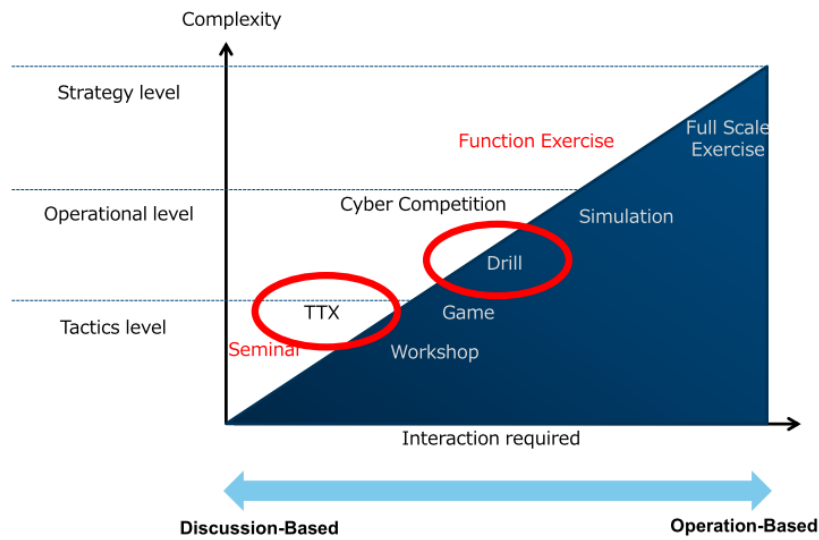 Complexity
Strategy level
Function Exercise
Full Scale
Exercise
Operational level
Cyber Competition
Simulation
Drill
Tactics level
TTX
Game
Seminar
Workshop
Interaction required
Discussion-Based
Operation-Based